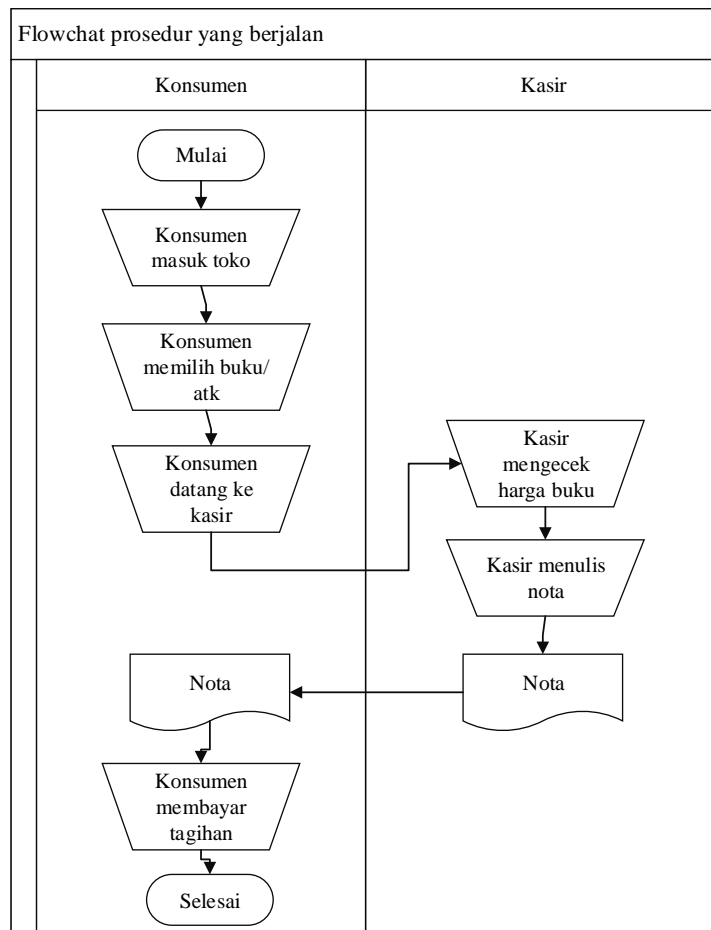 Flowchat prosedur yang berjalan
Konsumen
Kasir
Mulai
Konsumen
masuk toko
Konsumen
memilih buku/
atk
Konsumen
datang ke
kasir
Kasir
mengecek
harga buku
Kasir menulis
nota
Nota
Nota
Konsumen
membayar
tagihan
Selesai